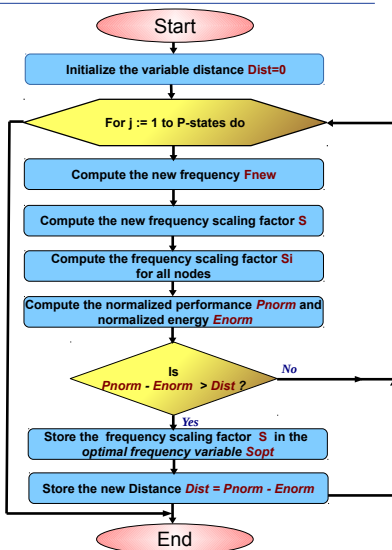 Start
Initialize the variable distance Dist=0
For j := 1 to P-states do
Compute the new frequency Fnew
Compute the new frequency scaling factor S
Compute the frequency scaling factor Si
for all nodes
Compute the normalized performance Pnorm and
normalized energy Enorm
Is
Pnorm - Enorm > Dist ?
No
Yes
Store the frequency scaling factor S in the
optimal frequency variable Sopt
Store the new Distance Dist = Pnorm - Enorm
End